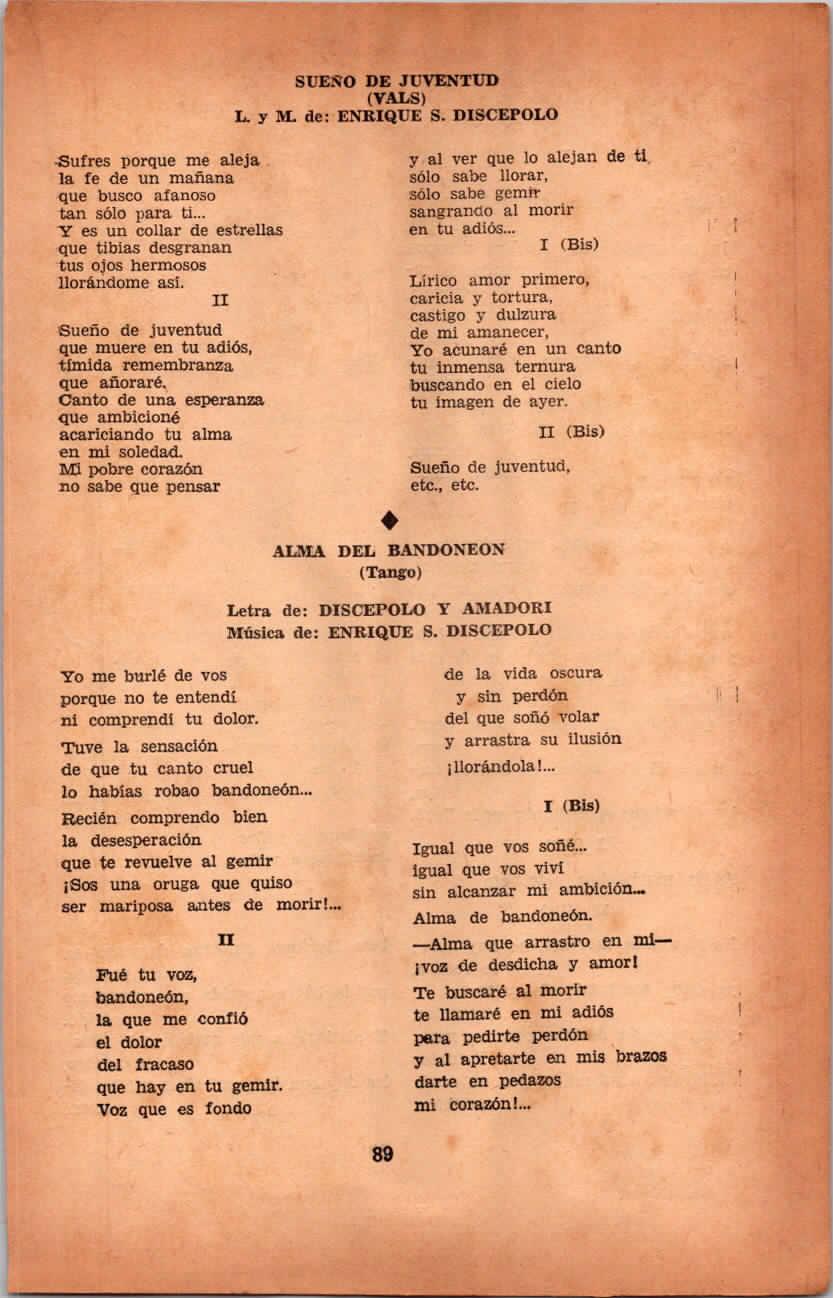 SUEÑO DE JUVENTUD
(VALS)
L. y M. de: ENRIQUE S. DISCEPOLO
Sufres porque me aleja
la fe de un mañana
que busco afanoso
tan sólo para ti...
Y es un collar de estrellas
que tibias desgranan
tus ojos hermosos
llorándome así.
II
Sueño de juventud
que muere en tu adiós,
tímida remembranza
que añoraré,
Canto de una esperanza
que ambicioné
acariciando tu alma
en mi soledad.
Mi pobre corazón
no sabe que pensar
y al ver que lo alejan de ti,
sólo sabe llorar,
sólo sabe gemir
sangrando al morir
en tu adiós...
I (Bis)
Lírico amor primero,
caricia y tortura,
castigo y dulzura
de mi amanecer,
Yo acunaré en un canto
tu inmensa ternura
buscando en el cielo
tu imagen de ayer.
II (Bis)
Sueño de juventud,
etc., etc.
ALMA DEL BANDONEON
(Tango)
Letra de: DISCEPOLO Y AMADORI
Música de: ENRIQUE S. DISCEPOLO
Yo me burlé de vos
porque no te entendí
ni comprendí tu dolor.
Tuve la sensación
de que tu canto cruel
lo habías robao bandoneón...
Recién comprendo bien
la desesperación
que te revuelve al gemir
¡Sos una oruga que quiso
ser mariposa antes de morir!...
II
Fué tu voz,
bandoneón,
la que me confió
el dolor
del fracaso
que hay en tu gemir.
Voz que es fondo
de la vida oscura
y sin perdón
del que soñó volar
y arrastra su ilusión
¡llorándola!...
I (Bis)
Igual que vos soñé...
igual que vos viví
sin alcanzar mi ambición...
Alma de bandoneón.
—Alma que arrastro en mi—
¡voz de desdicha y amor!
Te buscaré al morir
te llamaré en mi adiós
para pedirte perdón
y al apretarte en mis brazos
darte en pedazos
mi corazón!...
89